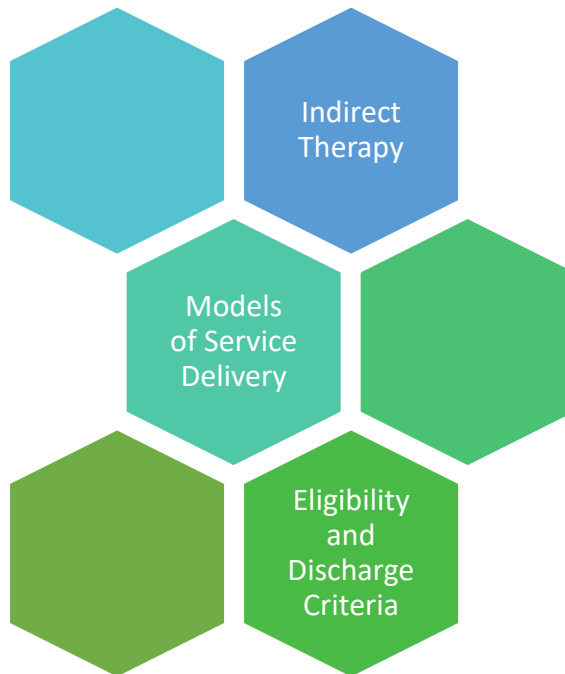 Indirect
Therapy
Models
of Service
Delivery
Eligibility
and
Discharge
Criteria